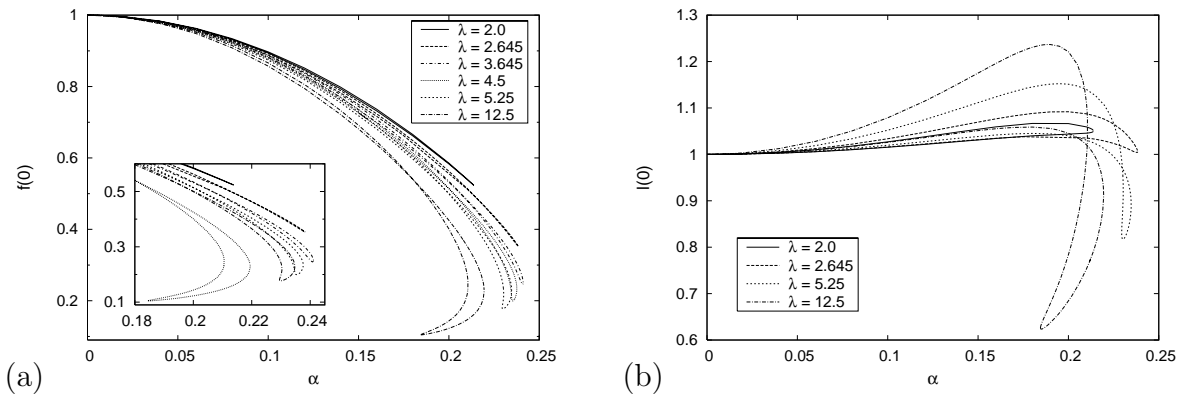 1
0.8
0.6
0.4
0.2
f(0)
λ = 2.0
λ = 2.645
λ = 3.645
λ = 4.5
λ = 5.25
λ = 12.5
0.5
0.3
0.1
0.18 0.2 0.22 0.24
0 0.05 0.1 0.15 0.2 0.25
α
(a)
1.3
1.2
1.1
1
0.9
0.8
0.7
0.6
l(0)
λ = 2.0
λ = 2.645
λ = 5.25
λ = 12.5
0 0.05 0.1 0.15 0.2 0.25
α
(b)